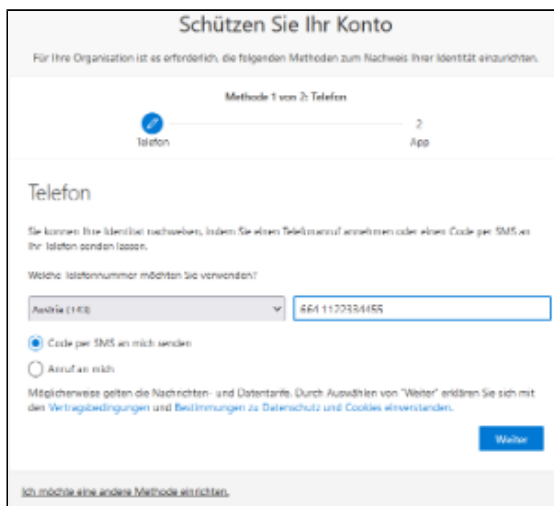 Schützen Sie Ihr Konto
Für Ihre Organisation ist es erforderlich, die folgenden Methoden zum Nachweis Ihrer Identität einzurichten.
Methode 1 von 2: Telefon
2
Telefon
App
Telefon
Sie können Ihre Identität nachweisen, indem Sie einen Telefonanruf annehmen oder einen Code per SMS an
Ihr Telefon senden lassen.
Welche Telefonnummer möchten Sie verwenden?
Austria (+43)
664 1122334455
Code per SMS an mich senden
Anruf an mich
Möglicherweise gelten die Nachrichten- und Datentarife. Durch Auswählen von "Weiter" erklären Sie sich mit
den Vertragsbedingungen und Bestimmungen zu Datenschutz und Cookies einverstanden.
Weiter
Ich möchte eine andere Methode einrichten.